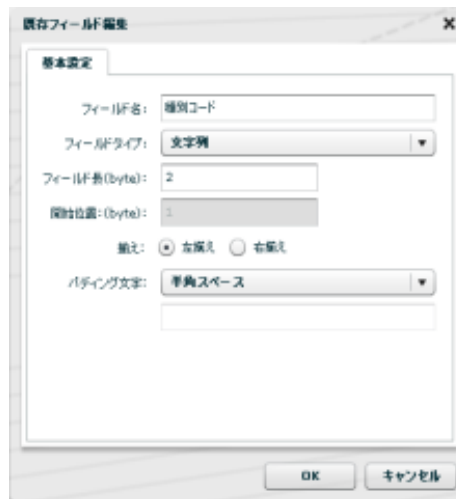 既存フィールド編集
基本設定
フィールド名: 種別コード
フィールドタイプ: 文字列
フィールド長(byte): 2
開始位置:(byte): 1
揃え: 左揃え 右揃え
パディング文字: 半角スペース
OK キャンセル